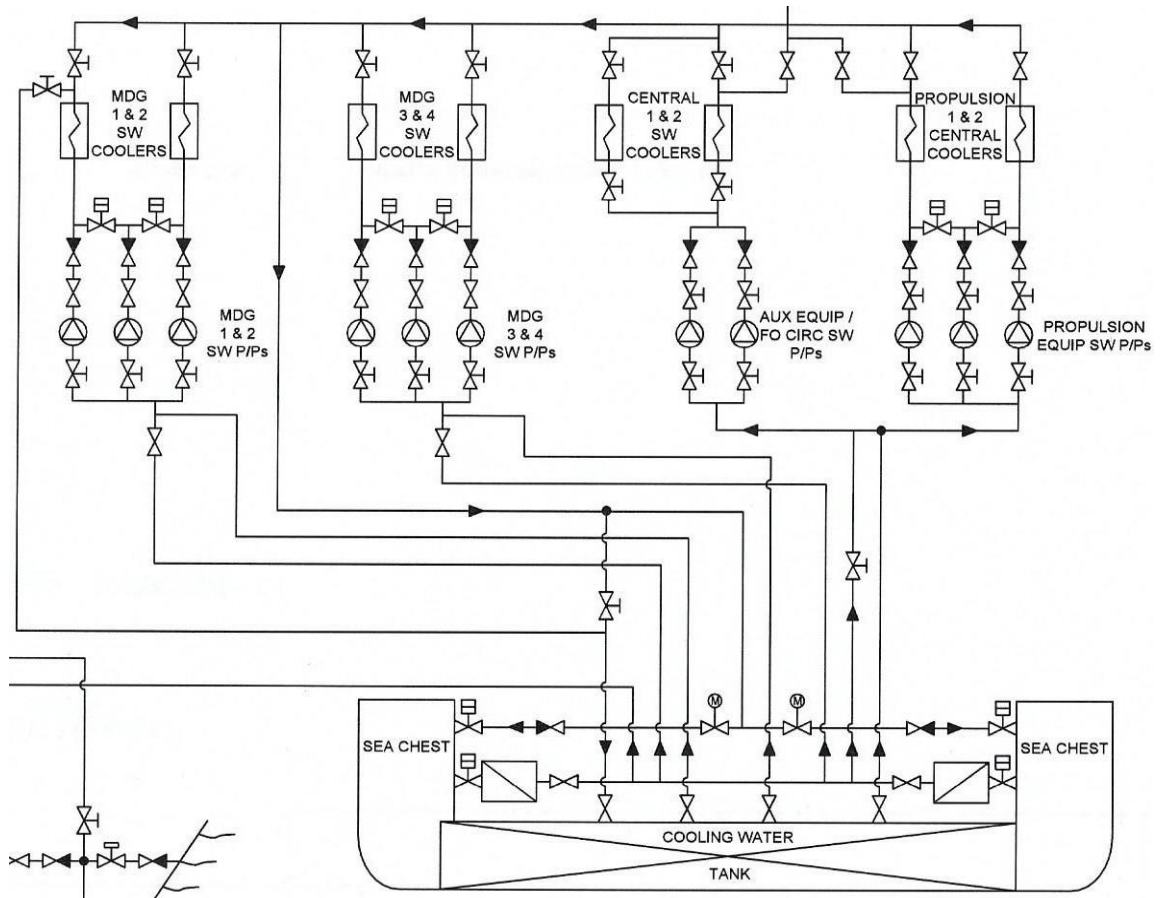 MDG
1 & 2
SW
COOLERS
MDG
3 & 4
SW
COOLERS
CENTRAL
1 & 2 SW
COOLERS
PROPULSION
1 & 2
CENTRAL
COOLERS
MDG
1 & 2
SW P/Ps
MDG
3 & 4
SW P/Ps
AUX EQUIP /
FO CIRC SW
P/Ps
PROPULSION
EQUIP SW P/Ps
M
M
SEA CHEST
SEA CHEST
COOLING WATER
TANK